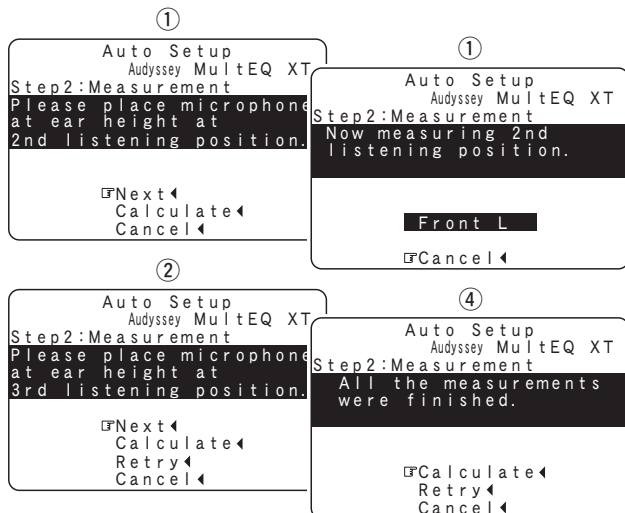 ①
Auto Setup
Audyssey MultEQ XT
Step2:Measurement
Please place microphone
at ear height at
2nd listening position.
☞Next◀
Calculate◀
Cancel◀
①
Auto Setup
Audyssey MultEQ XT
Step2:Measurement
Now measuring 2nd
listening position.
Front L
☞Cancel◀
②
Auto Setup
Audyssey MultEQ XT
Step2:Measurement
Please place microphone
at ear height at
3rd listening position.
☞Next◀
Calculate◀
Retry◀
Cancel◀
④
Auto Setup
Audyssey MultEQ XT
Step2:Measurement
All the measurements
were finished.
☞Calculate◀
Retry◀
Cancel◀